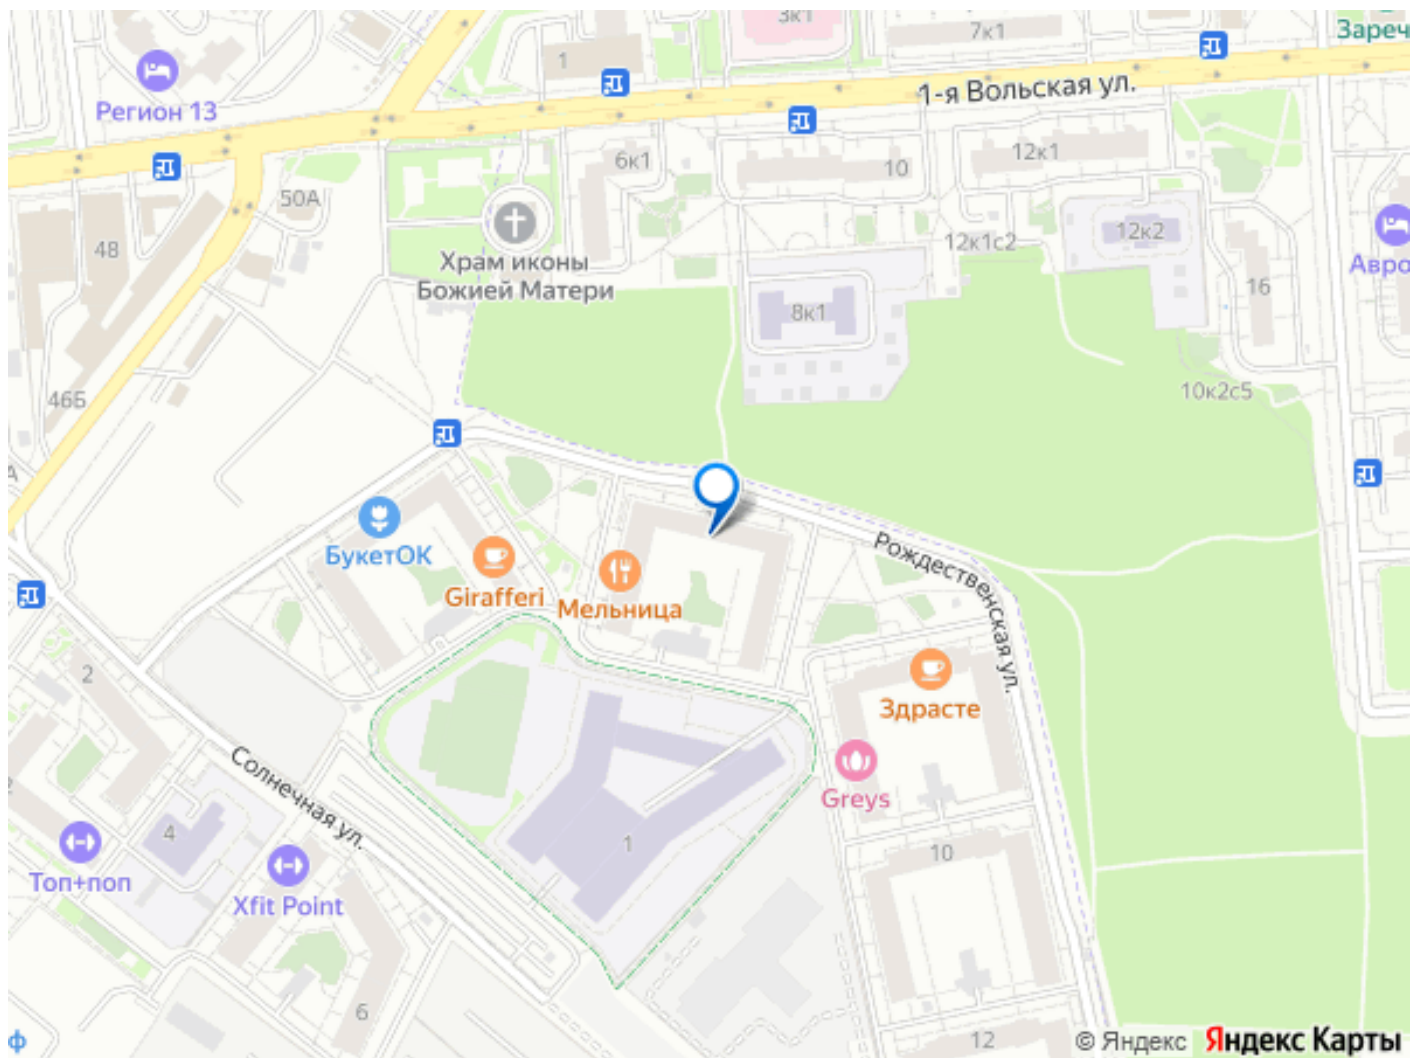 3к1
7к1
Зареч
1
1-я Вольская ул.
Регион 13
6к1
10
12к1
50А
48
12к2
12к1с2
Храм иконы
Божией Матери
Авро
16
8к1
46Б
10к2с5
БукетОК
Girafferi
Мельница
Рождественская ул.
2
Здрасте
Солнечная ул.
Greys
4
1
10
Топ+поп
Xfit Point
6
12
ф
© Яндекс Яндекс Карты